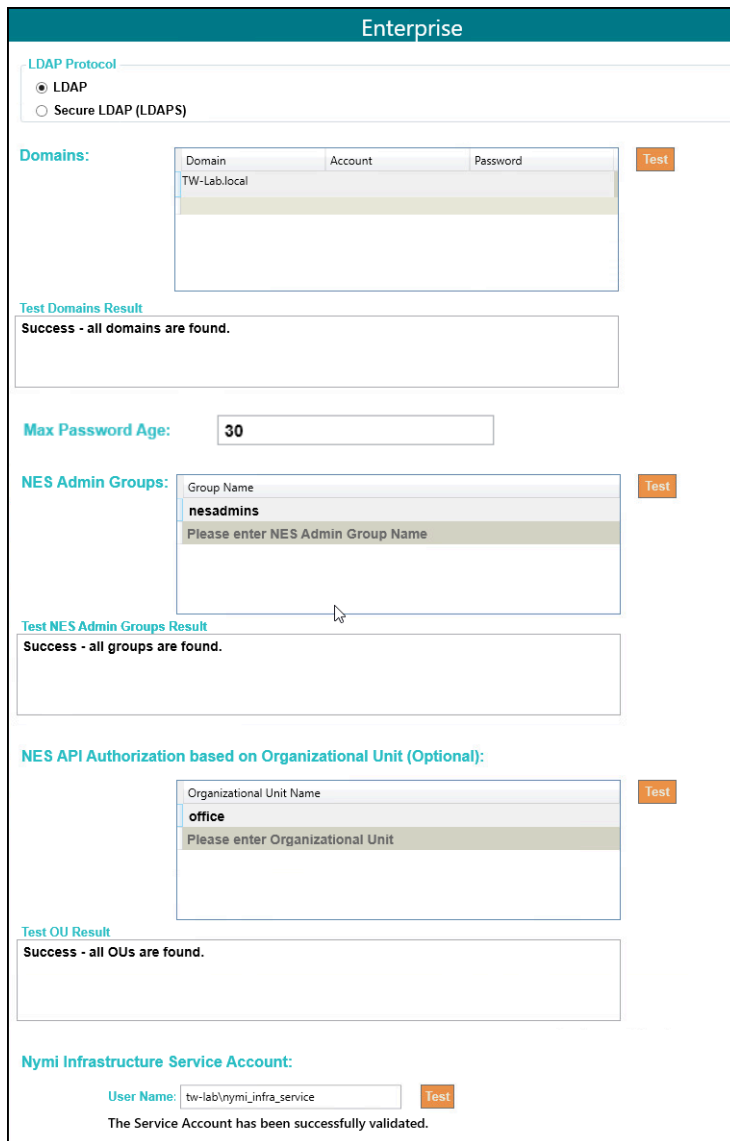 Enterprise
LDAP Protocol
LDAP
Secure LDAP (LDAPS)
Domains:
Domain Account Password
Test
TW-Lab.local
Test Domains Result
Success - all domains are found.
Max Password Age: 30
NES Admin Groups:
Group Name
Test
nesadmins
Please enter NES Admin Group Name
Test NES Admin Groups Result
Success - all groups are found.
NES API Authorization based on Organizational Unit (Optional):
Organizational Unit Name
Test
office
Please enter Organizational Unit
Test OU Result
Success - all OUs are found.
Nymi Infrastructure Service Account:
User Name: tw-lab\nymi_infra_service Test
The Service Account has been successfully validated.